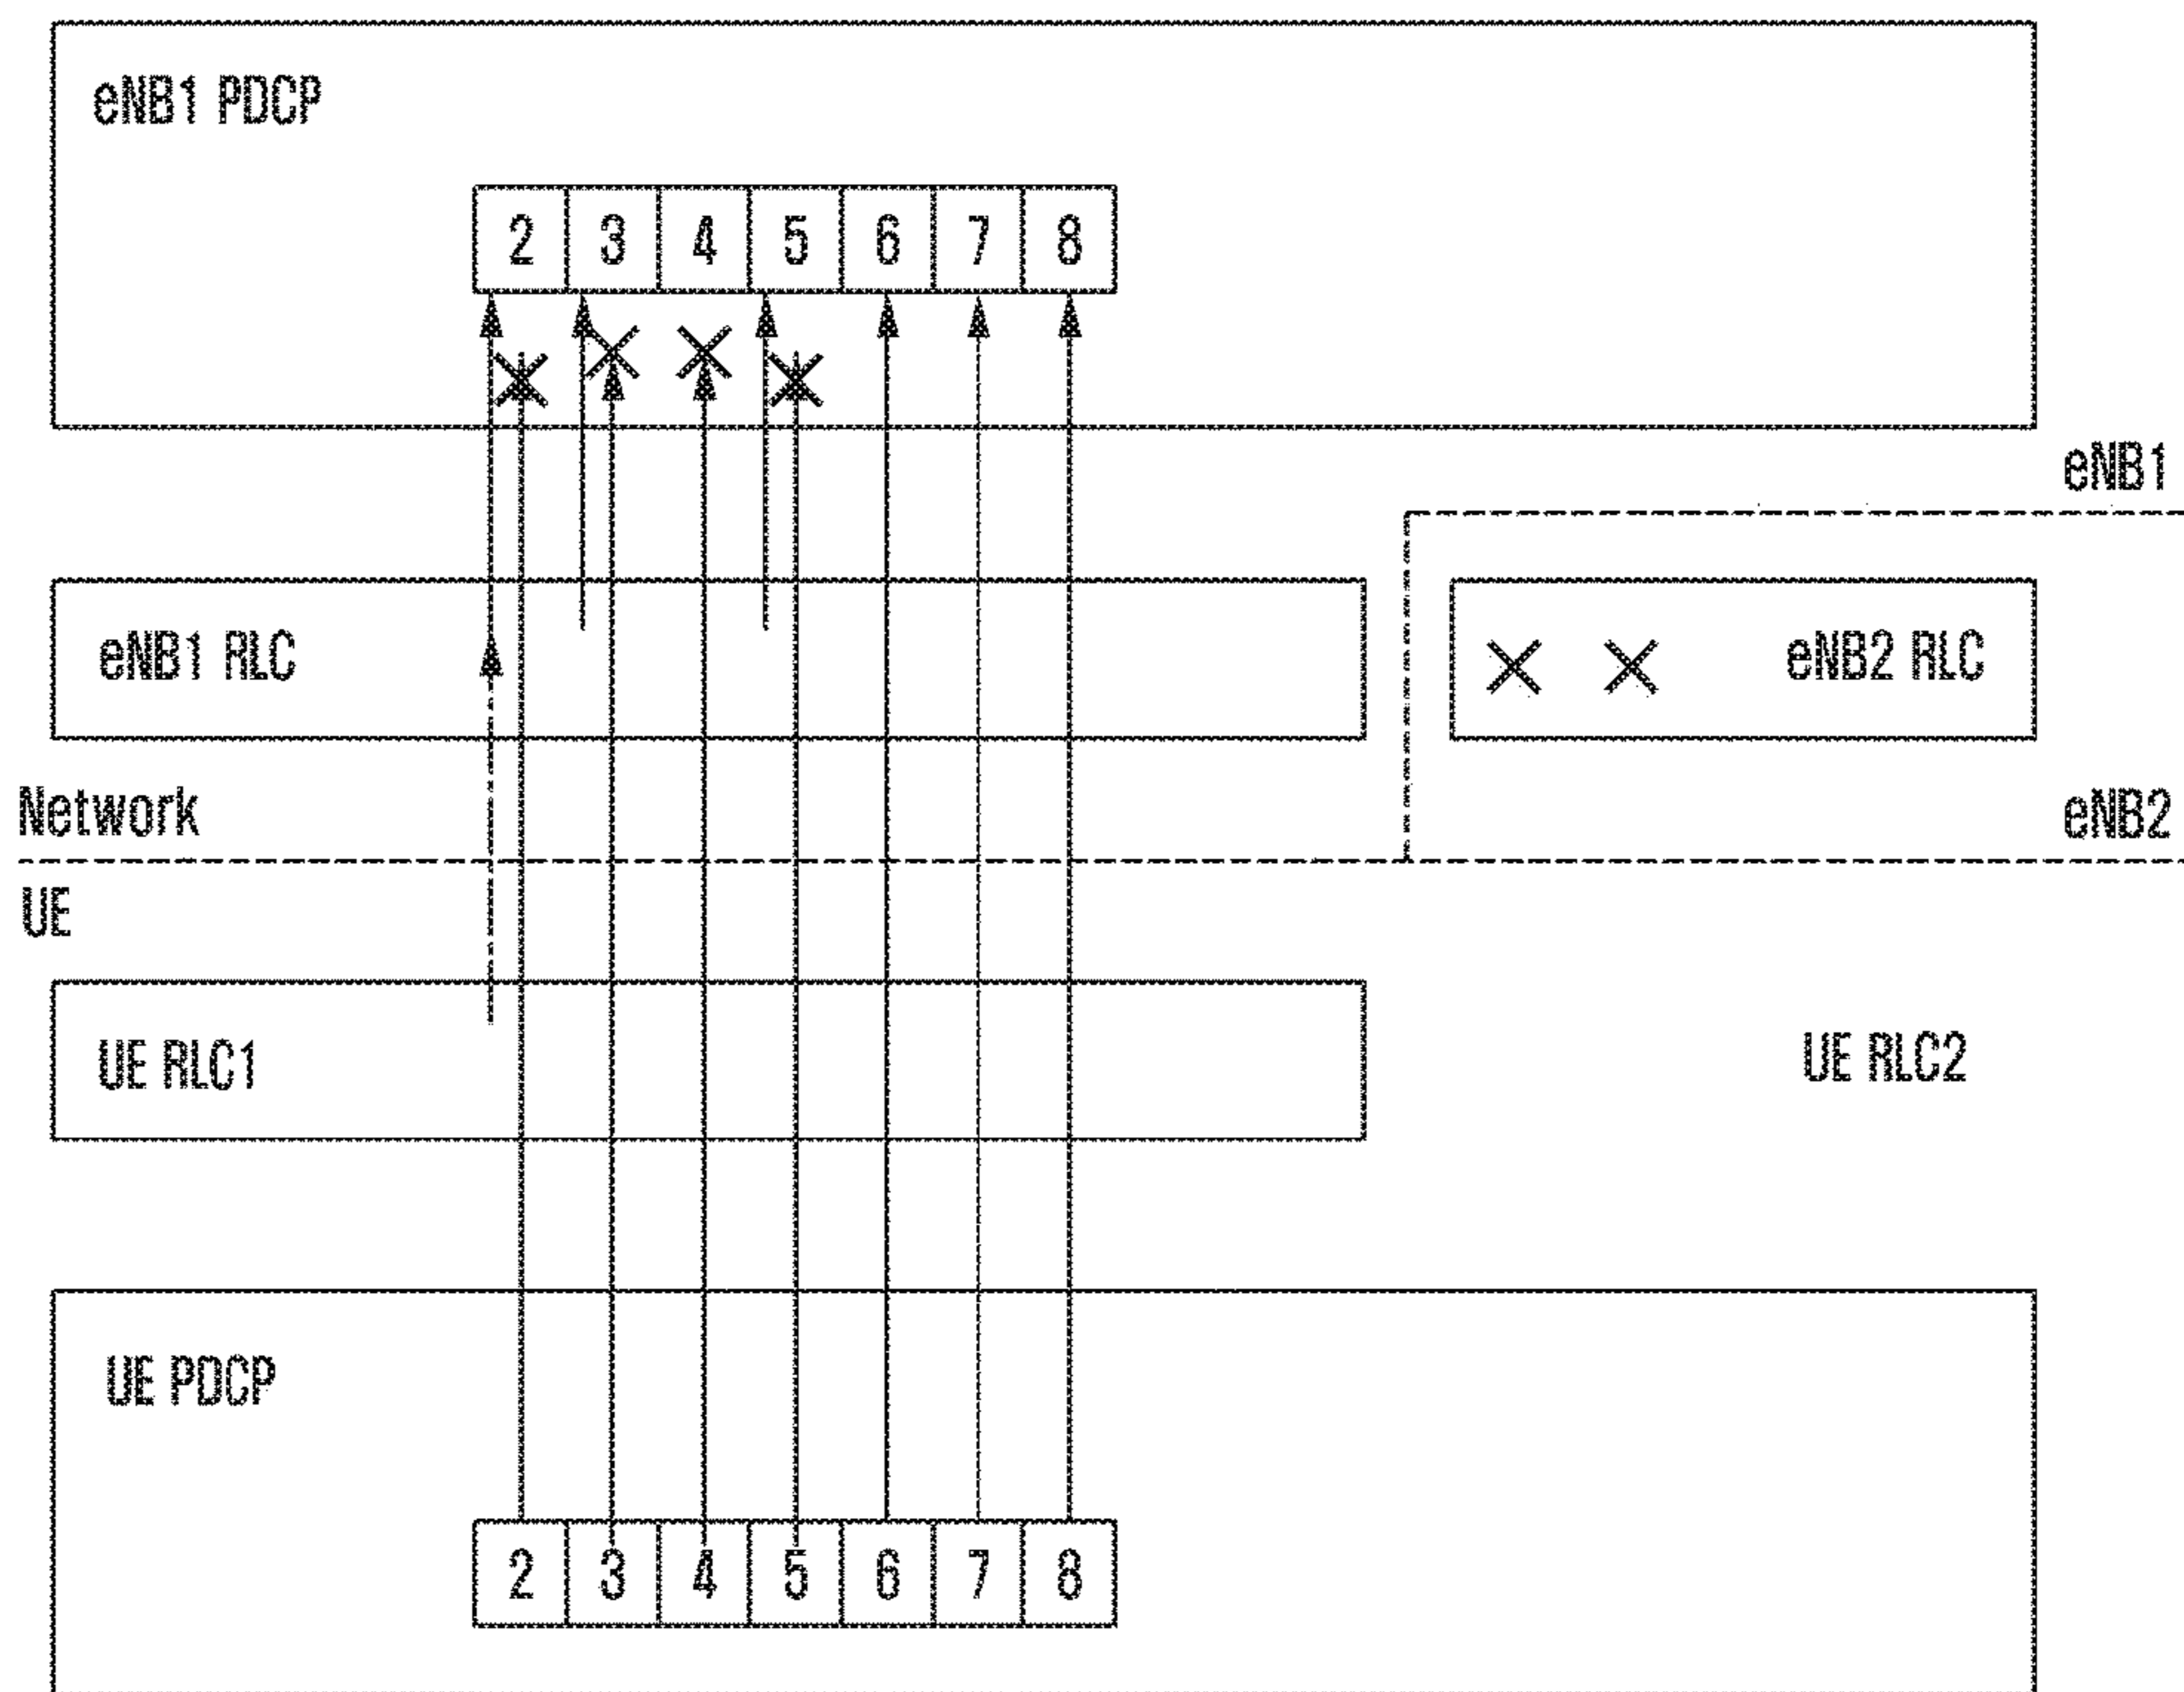 eNB1 PDCP
2 3 4 5 6 7 8
eNB1
eNB1 RLC
eNB2 RLC
Network
eNB2
UE
UE RLC1
UE RLC2
UE PDCP
2 3 4 5 6 7 8